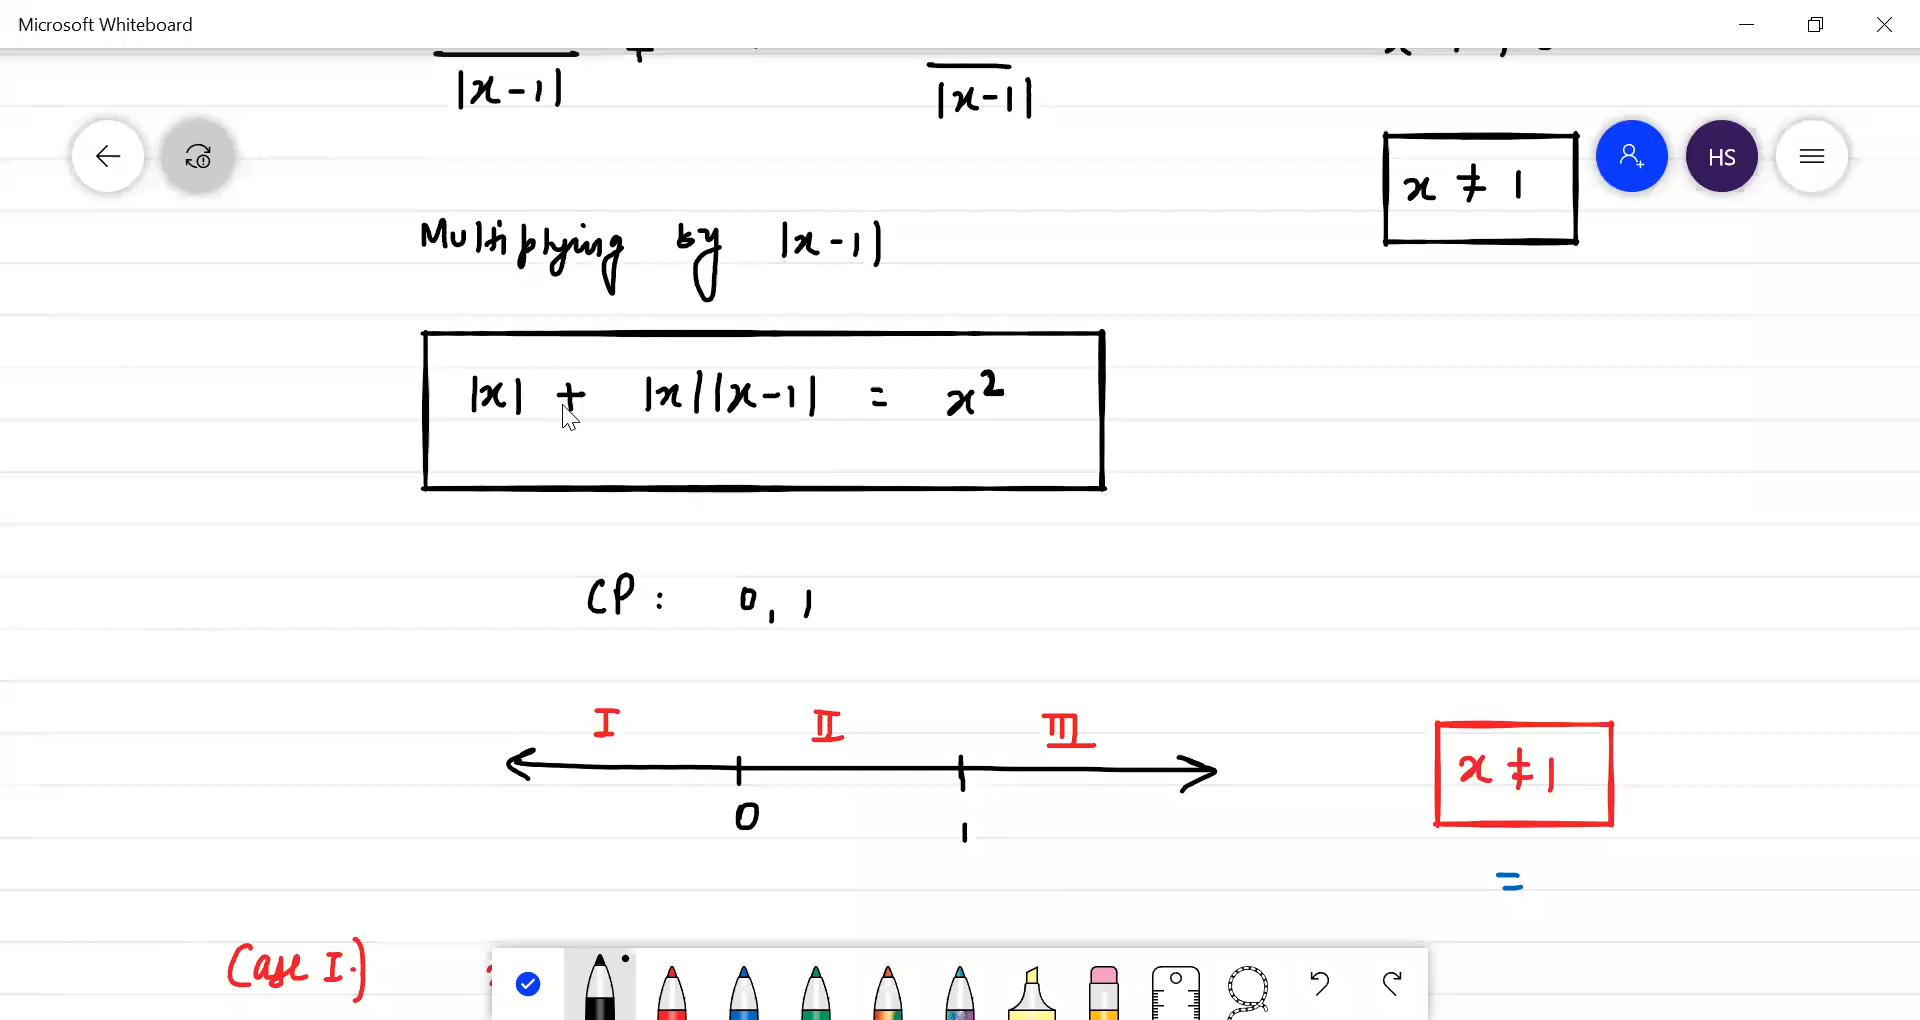 Microsoft Whiteboard
|x-1| |x-1|
x ≠ 1
HS
Multiplying by |x-1|
|x| + |x||x-1| = x²
CP: 0, 1
I II III
0 1
x ≠ 1
=
Case I.)